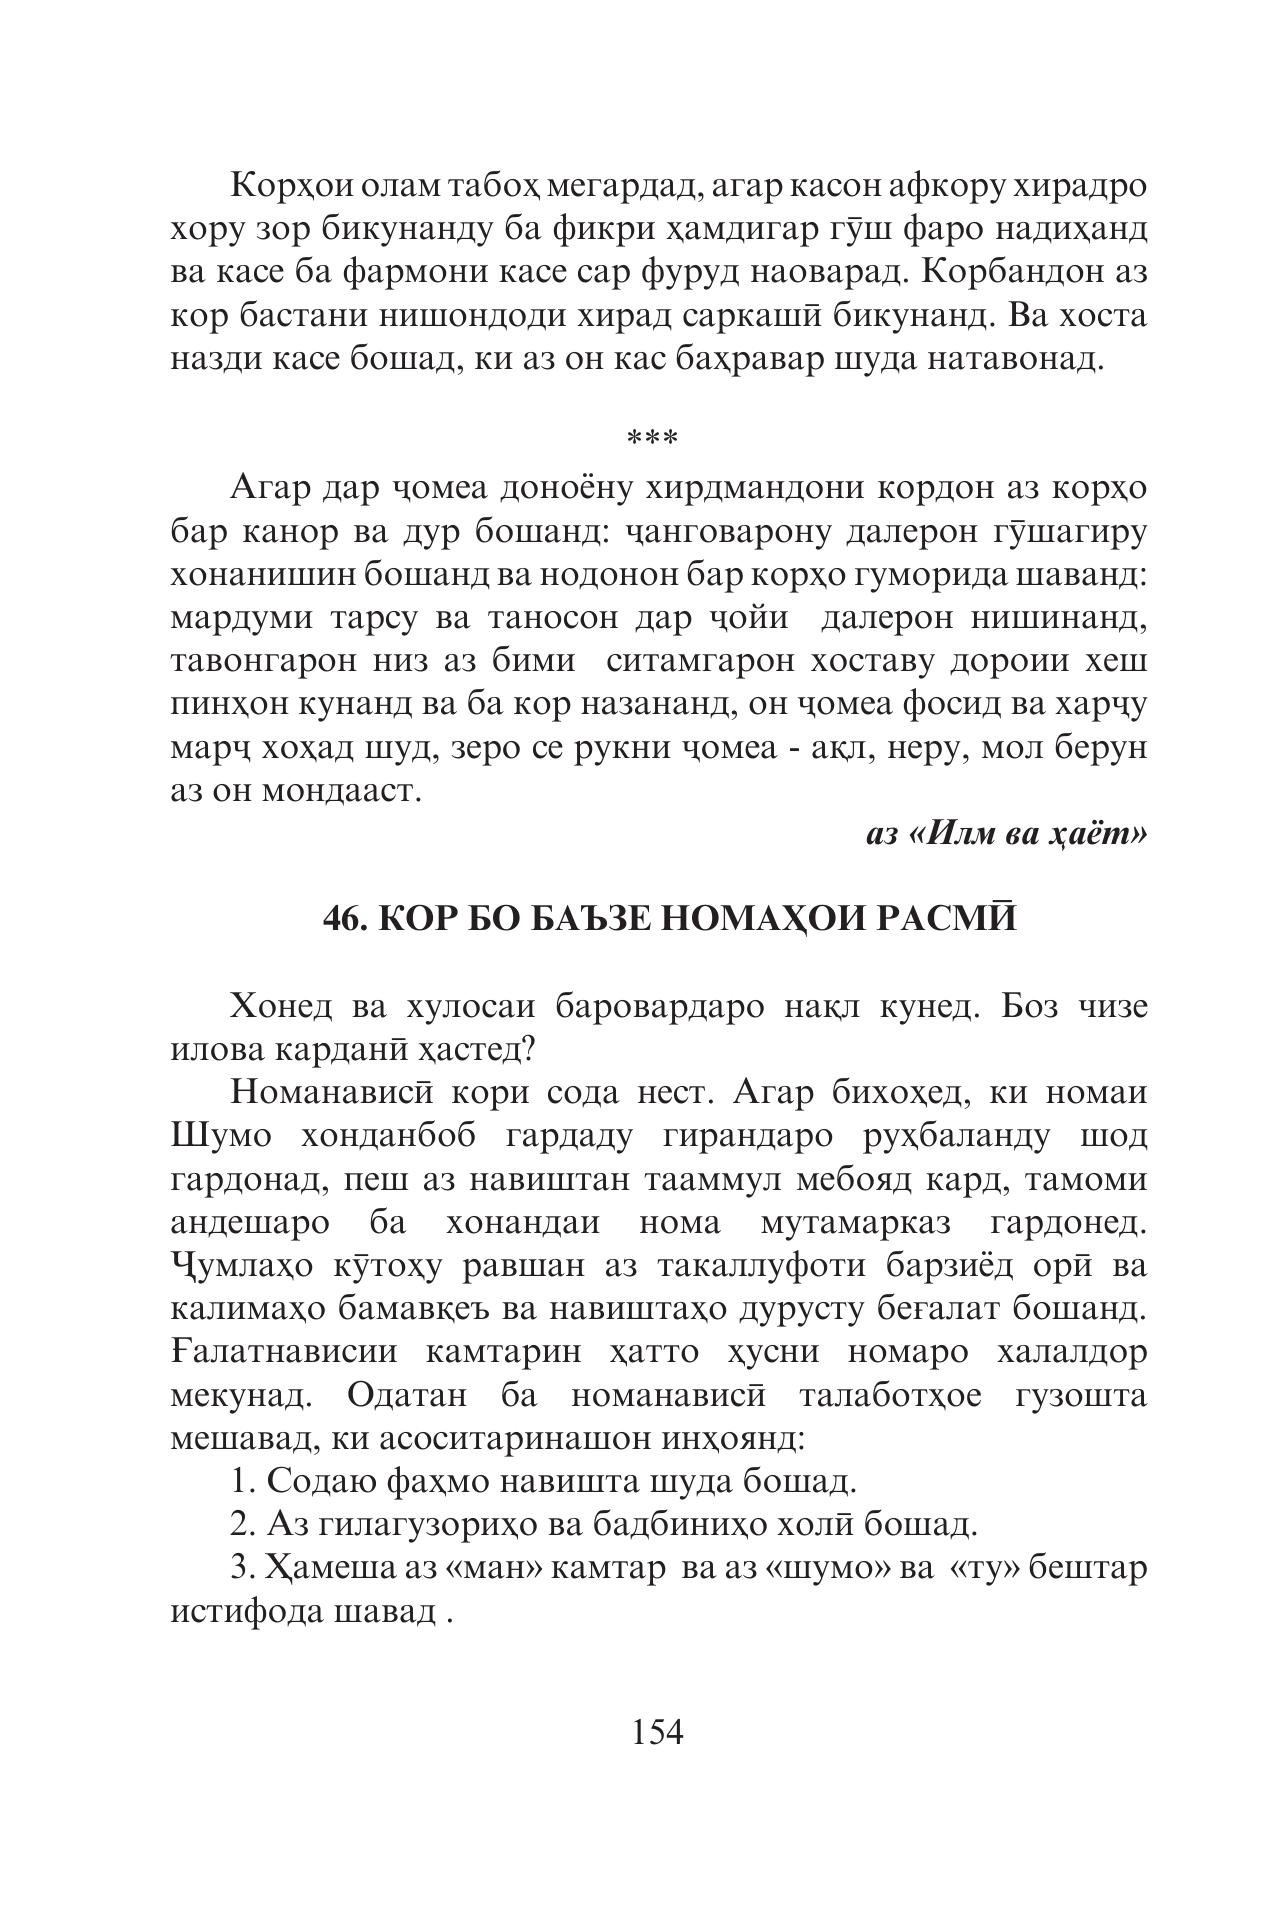 Корҳои олам табоҳ мегардад, агар касон афкору хирадро
хору зор бикунанду ба фикри ҳамдигар гӯш фаро надиҳанд
ва касе ба фармони касе сар фуруд наоварад. Корбандон аз
кор бастани нишондоди хирад саркашӣ бикунанд. Ва хоста
назди касе бошад, ки аз он кас баҳравар шуда натавонад.
***
Агар дар ҷомеа доноёну хирдмандони кордон аз корҳо
бар канор ва дур бошанд: ҷанговарону далерон гӯшагиру
хонанишин бошанд ва нодонон бар корҳо гуморида шаванд:
мардуми тарсу ва таносон дар ҷойи далерон нишинанд,
тавонгарон низ аз бими ситамгарон хоставу дороии хеш
пинҳон кунанд ва ба кор назананд, он ҷомеа фосид ва харҷу
марҷ хоҳад шуд, зеро се рукни ҷомеа - ақл, неру, мол берун
аз он мондааст.
аз «Илм ва ҳаёт»
46. КОР БО БАЪЗЕ НОМАҲОИ РАСМӢ
Хонед ва хулосаи баровардаро нақл кунед. Боз чизе
илова карданӣ ҳастед?
Номанависӣ кори сода нест. Агар бихоҳед, ки номаи
Шумо хонданбоб гардаду гирандаро руҳбаланду шод
гардонад, пеш аз навиштан тааммул мебояд кард, тамоми
андешаро ба хонандаи нома мутамарказ гардонед.
Ҷумлаҳо кӯтоҳу равшан аз такаллуфоти барзиёд орӣ ва
калимаҳо бамавқеъ ва навиштаҳо дурусту беғалат бошанд.
Ғалатнависии камтарин ҳатто ҳусни номаро халалдор
мекунад. Одатан ба номанависӣ талаботҳое гузошта
мешавад, ки асоситаринашон инҳоянд:
1. Содаю фаҳмо навишта шуда бошад.
2. Аз гилагузориҳо ва бадбиниҳо холӣ бошад.
3. Ҳамеша аз «ман» камтар ва аз «шумо» ва «ту» бештар
истифода шавад .
154